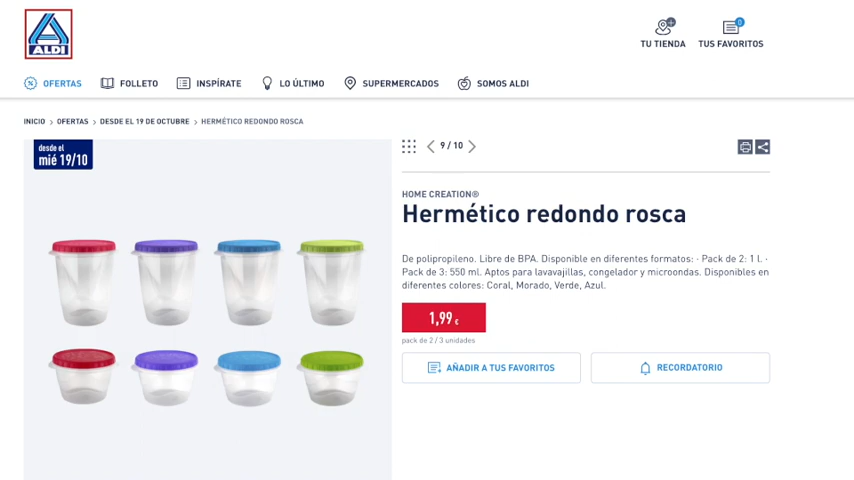 ALDI
TU TIENDA
0
TUS FAVORITOS
OFERTAS
FOLLETO
INSPÍRATE
LO ÚLTIMO
SUPERMERCADOS
SOMOS ALDI
INICIO > OFERTAS > DESDE EL 19 DE OCTUBRE > HERMÉTICO REDONDO ROSCA
desde el
mié 19/10
9 / 10
HOME CREATION®
Hermético redondo rosca
De polipropileno. Libre de BPA. Disponible en diferentes formatos: · Pack de 2: 1 l. ·
Pack de 3: 550 ml. Aptos para lavavajillas, congelador y microondas. Disponibles en
diferentes colores: Coral, Morado, Verde, Azul.
1,99 €
pack de 2 / 3 unidades
AÑADIR A TUS FAVORITOS
RECORDATORIO